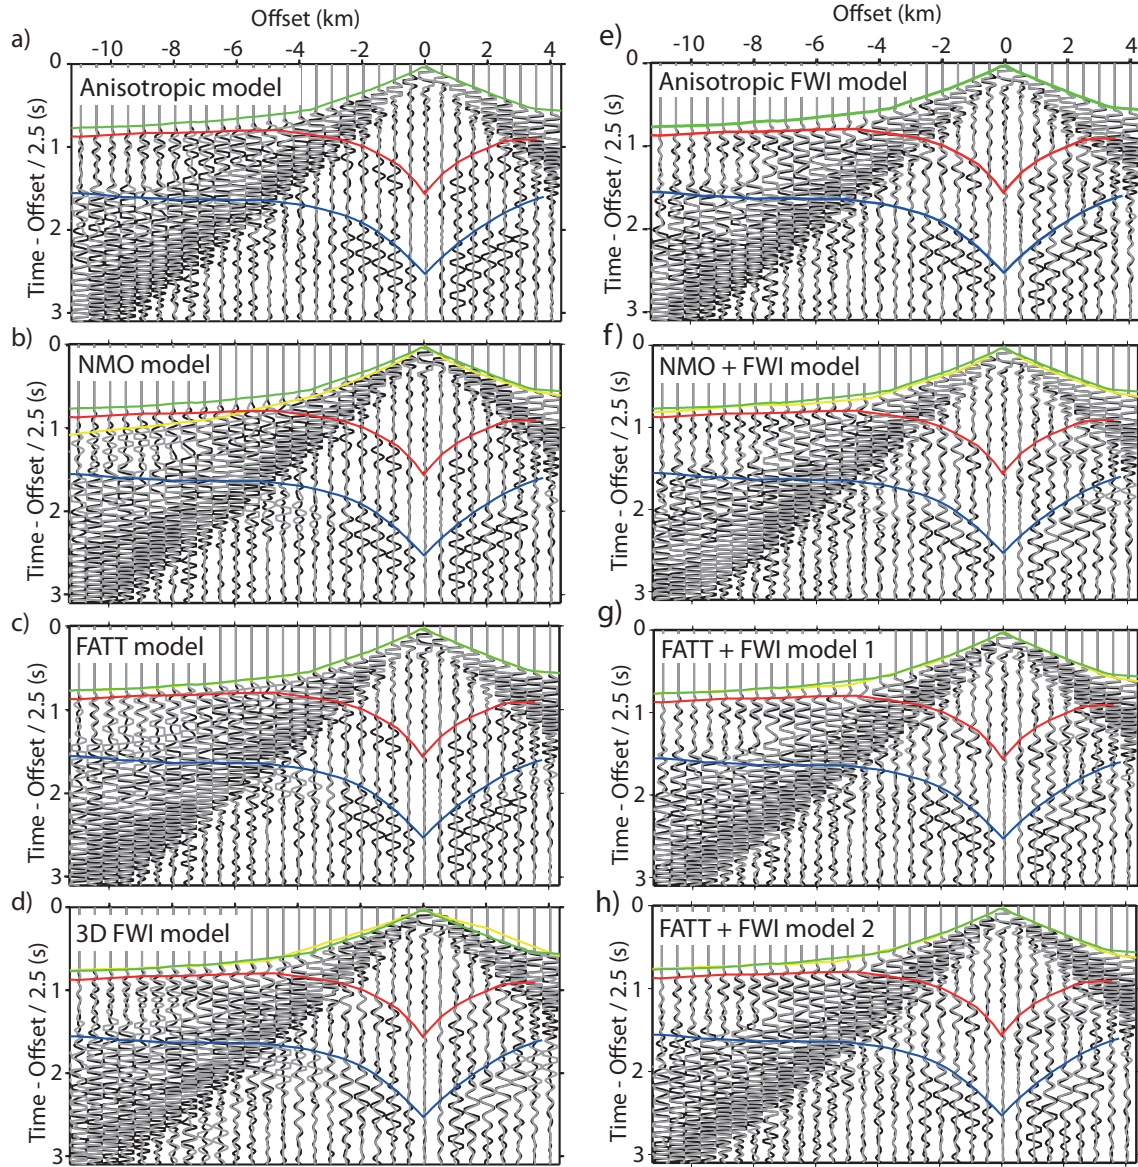 Offset (km)
a)
-10 -8 -6 -4 -2 0 2 4
0
1
2
3
Time - Offset / 2.5 (s)
Anisotropic model
b)
0
1
2
3
Time - Offset / 2.5 (s)
NMO model
c)
0
1
2
3
Time - Offset / 2.5 (s)
FATT model
d)
0
1
2
3
Time - Offset / 2.5 (s)
3D FWI model
Offset (km)
e)
-10 -8 -6 -4 -2 0 2 4
0
1
2
3
Time - Offset / 2.5 (s)
Anisotropic FWI model
f)
0
1
2
3
Time - Offset / 2.5 (s)
NMO + FWI model
g)
0
1
2
3
Time - Offset / 2.5 (s)
FATT + FWI model 1
h)
0
1
2
3
Time - Offset / 2.5 (s)
FATT + FWI model 2